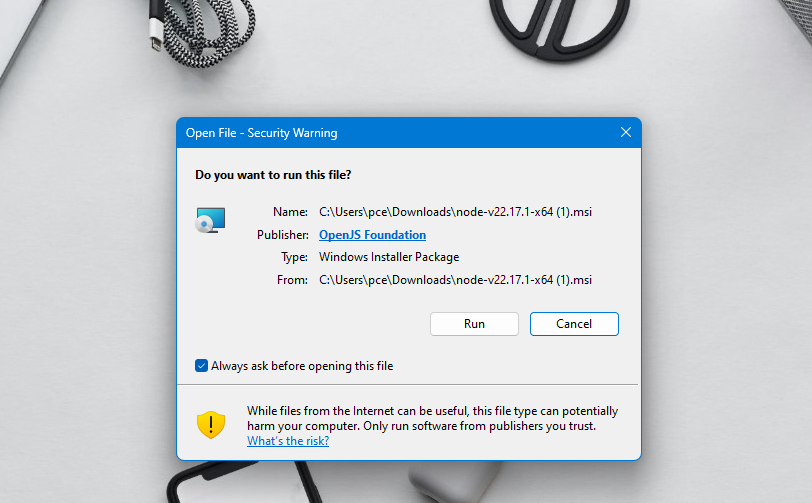 Open File - Security Warning
Do you want to run this file?
Name: C:\Users\pce\Downloads\node-v22.17.1-x64 (1).msi
Publisher: OpenJS Foundation
Type: Windows Installer Package
From: C:\Users\pce\Downloads\node-v22.17.1-x64 (1).msi
Run Cancel
Always ask before opening this file
While files from the Internet can be useful, this file type can potentially
harm your computer. Only run software from publishers you trust.
What's the risk?